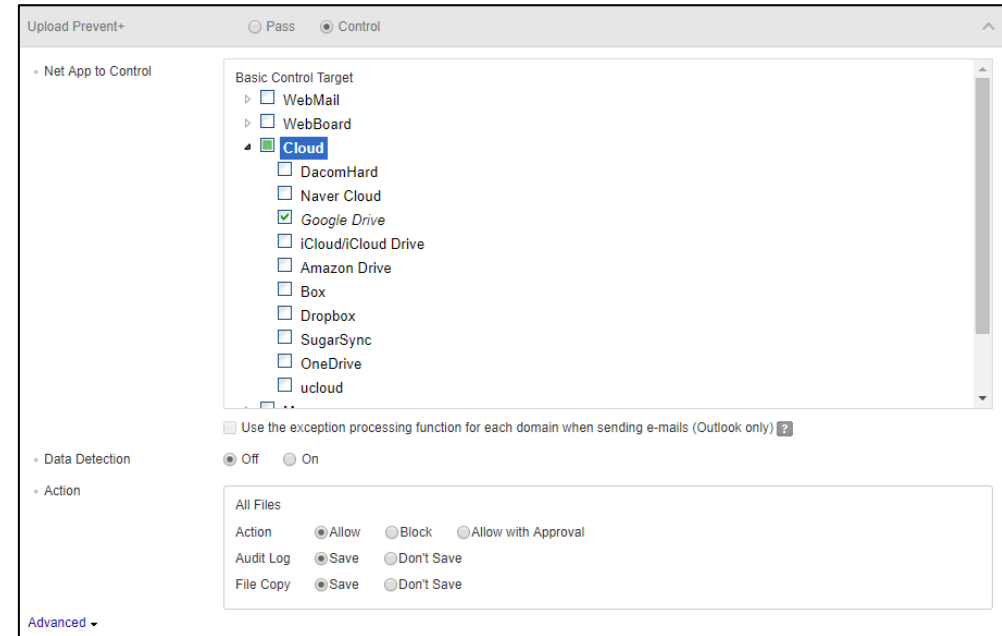 Upload Prevent+ Pass Control
Net App to Control
Basic Control Target
WebMail
WebBoard
Cloud
DacomHard
Naver Cloud
Google Drive
iCloud/iCloud Drive
Amazon Drive
Box
Dropbox
SugarSync
OneDrive
ucloud
Use the exception processing function for each domain when sending e-mails (Outlook only) ?
Data Detection Off On
Action
All Files
Action Allow Block Allow with Approval
Audit Log Save Don't Save
File Copy Save Don't Save
Advanced